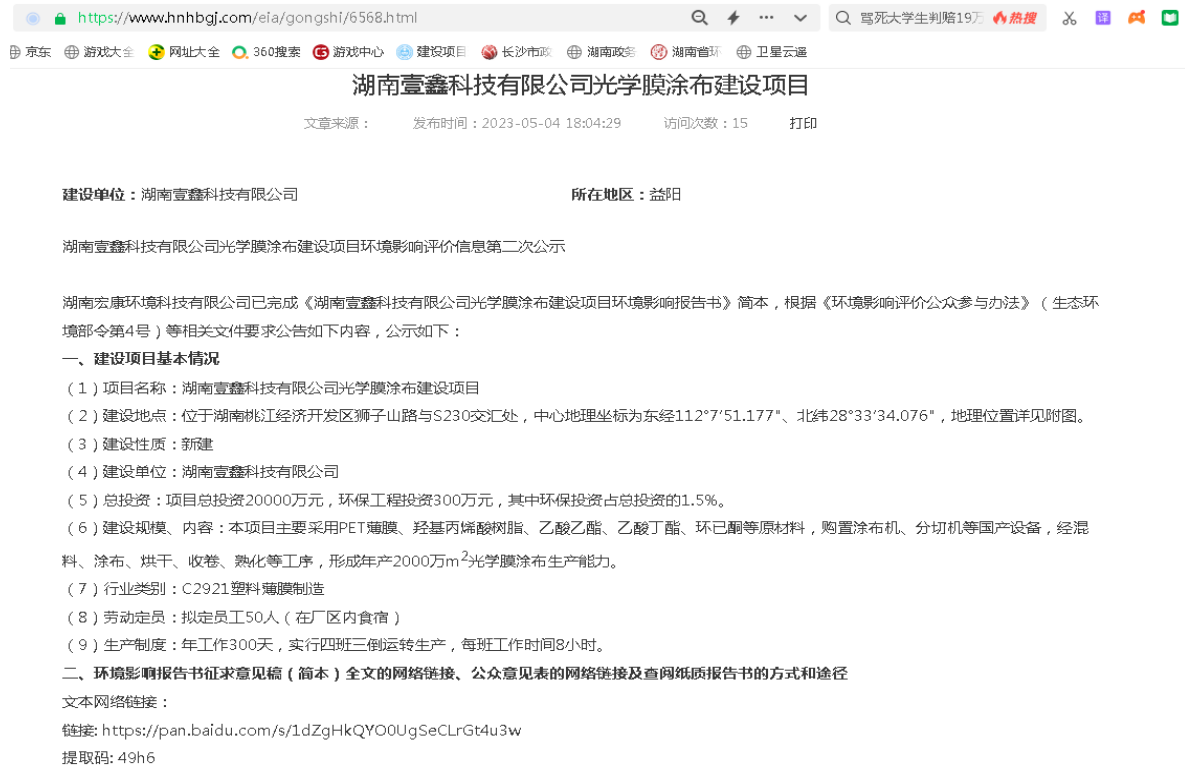 https://www.hnhbgj.com/eia/gongshi/6568.html 骂死大学生判赔19万 热搜 译
京东 游戏大全 网址大全 360搜索 游戏中心 建设项目 长沙市政 湖南政务 湖南省环 卫星云遥
湖南壹鑫科技有限公司光学膜涂布建设项目
文章来源： 发布时间：2023-05-04 18:04:29 访问次数：15 打印
建设单位：湖南壹鑫科技有限公司 所在地区：益阳
湖南壹鑫科技有限公司光学膜涂布建设项目环境影响评价信息第二次公示
湖南宏康环境科技有限公司已完成《湖南壹鑫科技有限公司光学膜涂布建设项目环境影响报告书》简本，根据《环境影响评价公众参与办法》（生态环
境部令第4号）等相关文件要求公告如下内容，公示如下：
一、建设项目基本情况
（1）项目名称：湖南壹鑫科技有限公司光学膜涂布建设项目
（2）建设地点：位于湖南桃江经济开发区狮子山路与S230交汇处，中心地理坐标为东经112°7′51.177"、北纬28°33′34.076"，地理位置详见附图。
（3）建设性质：新建
（4）建设单位：湖南壹鑫科技有限公司
（5）总投资：项目总投资20000万元，环保工程投资300万元，其中环保投资占总投资的1.5%。
（6）建设规模、内容：本项目主要采用PET薄膜、羟基丙烯酸树脂、乙酸乙酯、乙酸丁酯、环已酮等原材料，购置涂布机、分切机等国产设备，经混
料、涂布、烘干、收卷、熟化等工序，形成年产2000万m²光学膜涂布生产能力。
（7）行业类别：C2921塑料薄膜制造
（8）劳动定员：拟定员工50人（在厂区内食宿）
（9）生产制度：年工作300天，实行四班三倒运转生产，每班工作时间8小时。
二、环境影响报告书征求意见稿（简本）全文的网络链接、公众意见表的网络链接及查阅纸质报告书的方式和途径
文本网络链接：
链接: https://pan.baidu.com/s/1dZgHkQYO0UgSeCLrGt4u3w
提取码: 49h6